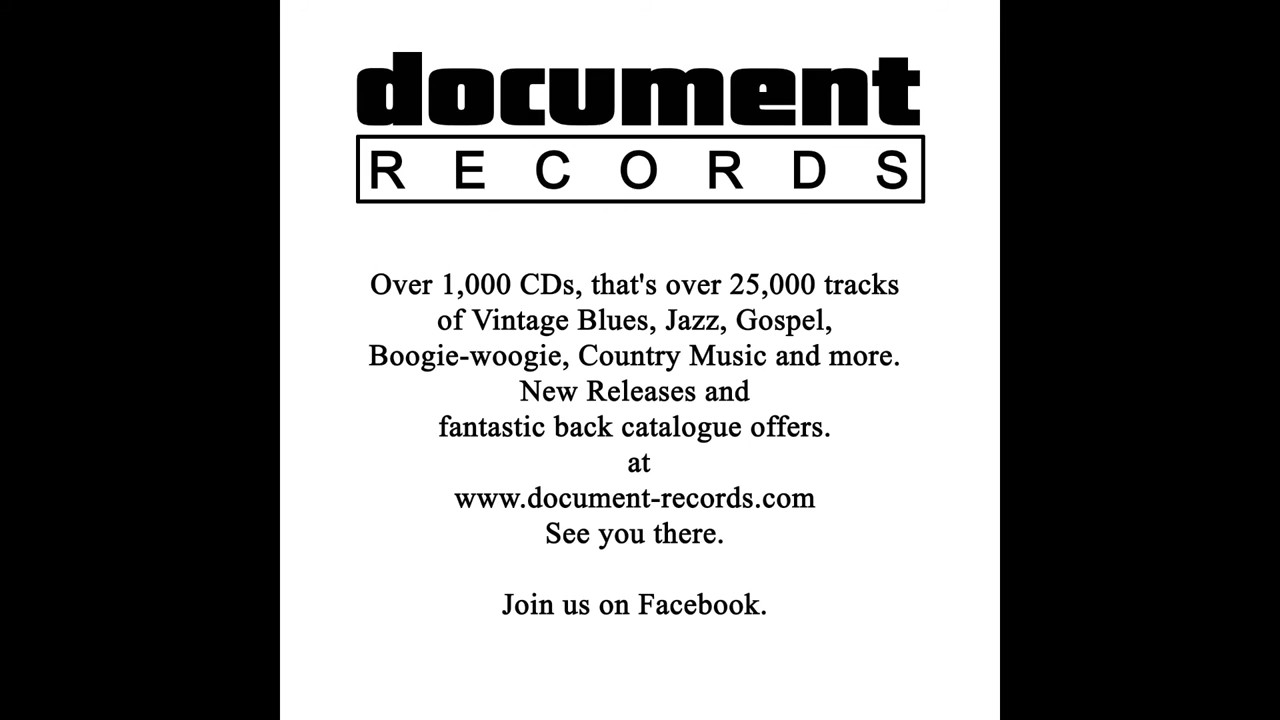 document
RECORDS
Over 1,000 CDs, that's over 25,000 tracks
of Vintage Blues, Jazz, Gospel,
Boogie-woogie, Country Music and more.
New Releases and
fantastic back catalogue offers.
at
www.document-records.com
See you there.
Join us on Facebook.